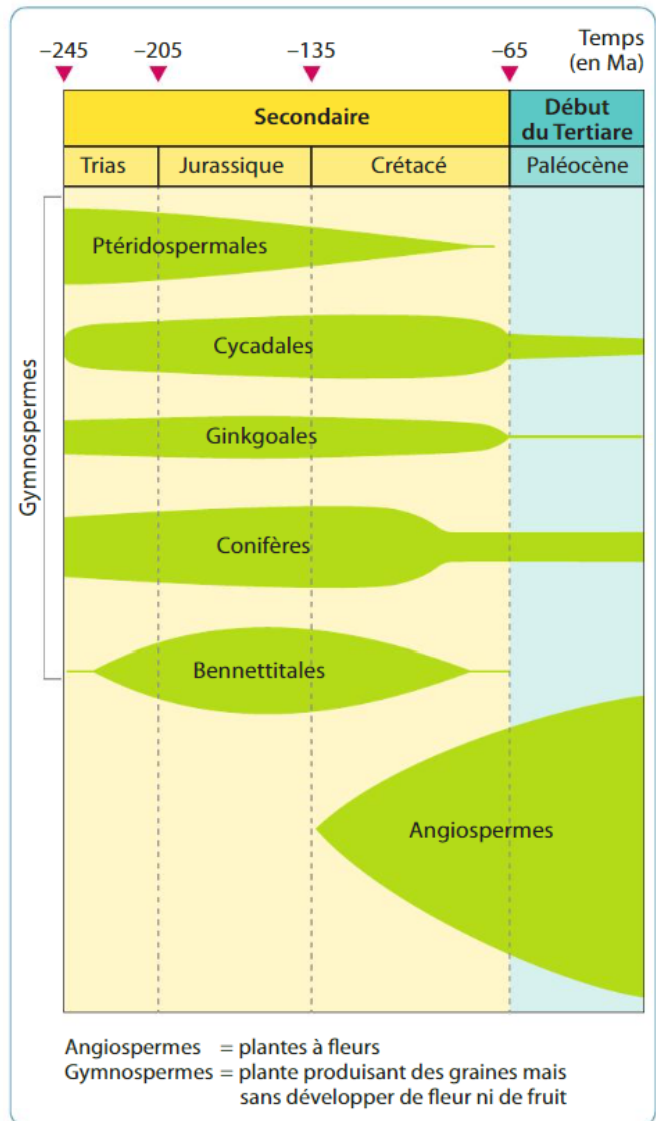 Temps
(en Ma)
–245 –205 –135 –65
Secondaire
Début
du Tertiare
Trias Jurassique Crétacé Paléocène
Gymnospermes
Ptéridospermales
Cycadales
Ginkgoales
Conifères
Bennettitales
Angiospermes
Angiospermes = plantes à fleurs
Gymnospermes = plante produisant des graines mais
sans développer de fleur ni de fruit